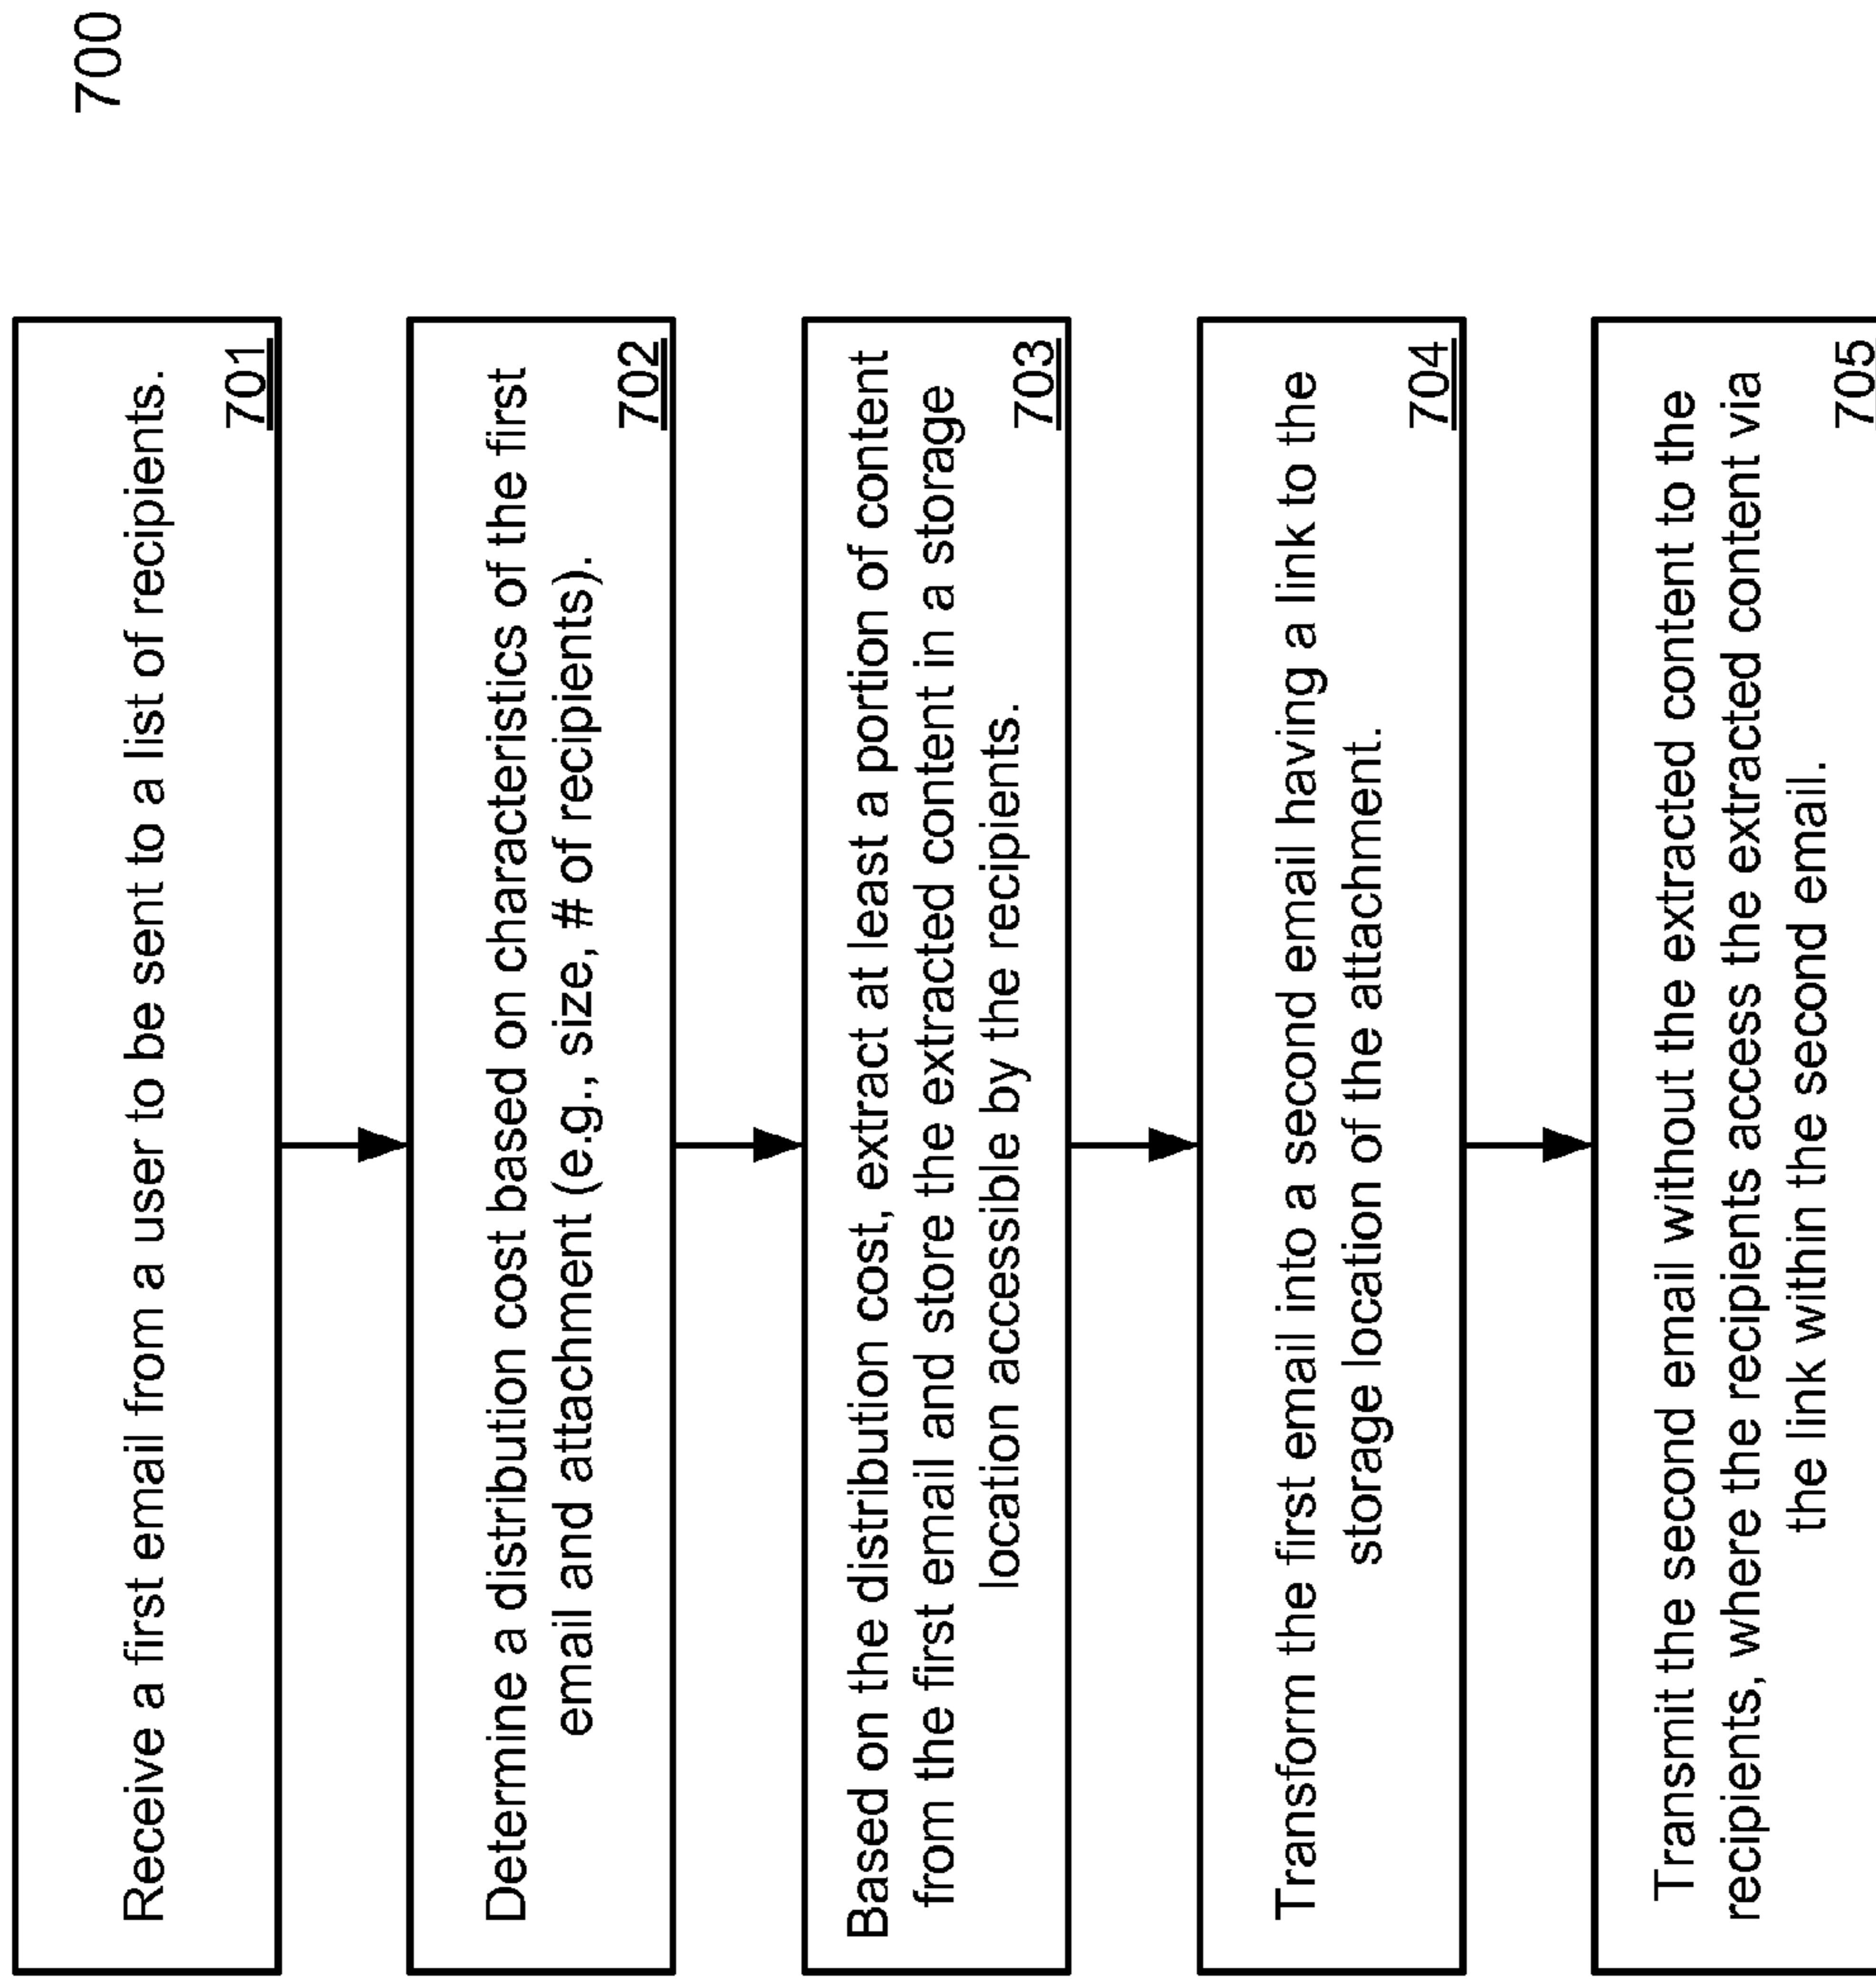 700
Receive a first email from a user to be sent to a list of recipients.
701
Determine a distribution cost based on characteristics of the first
email and attachment (e.g., size, # of recipients).
702
Based on the distribution cost, extract at least a portion of content
from the first email and store the extracted content in a storage
location accessible by the recipients.
703
Transform the first email into a second email having a link to the
storage location of the attachment.
704
Transmit the second email without the extracted content to the
recipients, where the recipients access the extracted content via
the link within the second email.
705